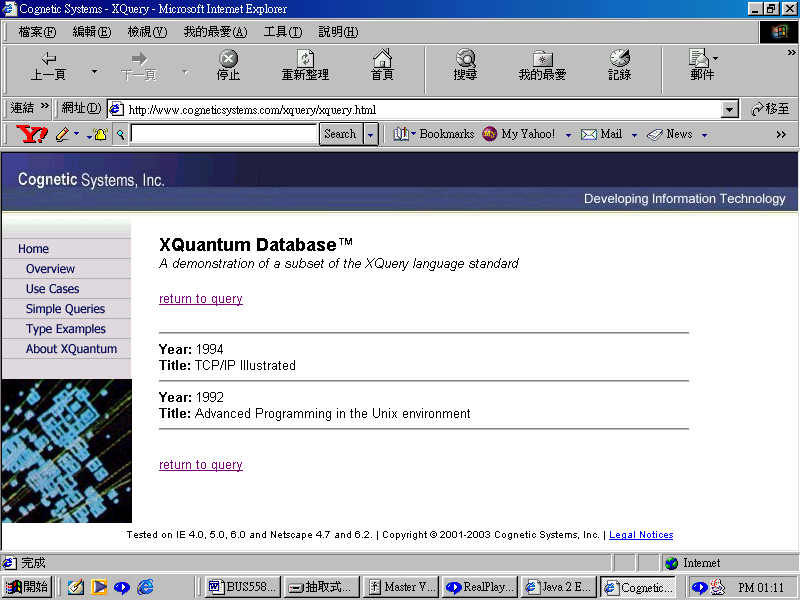 Cognetic Systems - XQuery - Microsoft Internet Explorer
檔案(F) 編輯(E) 檢視(V) 我的最愛(A) 工具(T) 說明(H)
上一頁 下一頁 停止 重新整理 首頁 搜尋 我的最愛 記錄 郵件 »
連結 » 網址(D) http://www.cogneticsystems.com/xquery/xquery.html 移至
Y! Search Bookmarks My Yahoo! Mail News »
Cognetic Systems, Inc.
Developing Information Technology
Home
Overview
Use Cases
Simple Queries
Type Examples
About XQuantum
XQuantum Database™
A demonstration of a subset of the XQuery language standard
return to query
Year: 1994
Title: TCP/IP Illustrated
Year: 1992
Title: Advanced Programming in the Unix environment
return to query
Tested on IE 4.0, 5.0, 6.0 and Netscape 4.7 and 6.2. | Copyright © 2001-2003 Cognetic Systems, Inc. | Legal Notices
完成 Internet
開始 BUS558... 抽取式... Master V... RealPlay... Java 2 E... Cognetic... PM 01:11